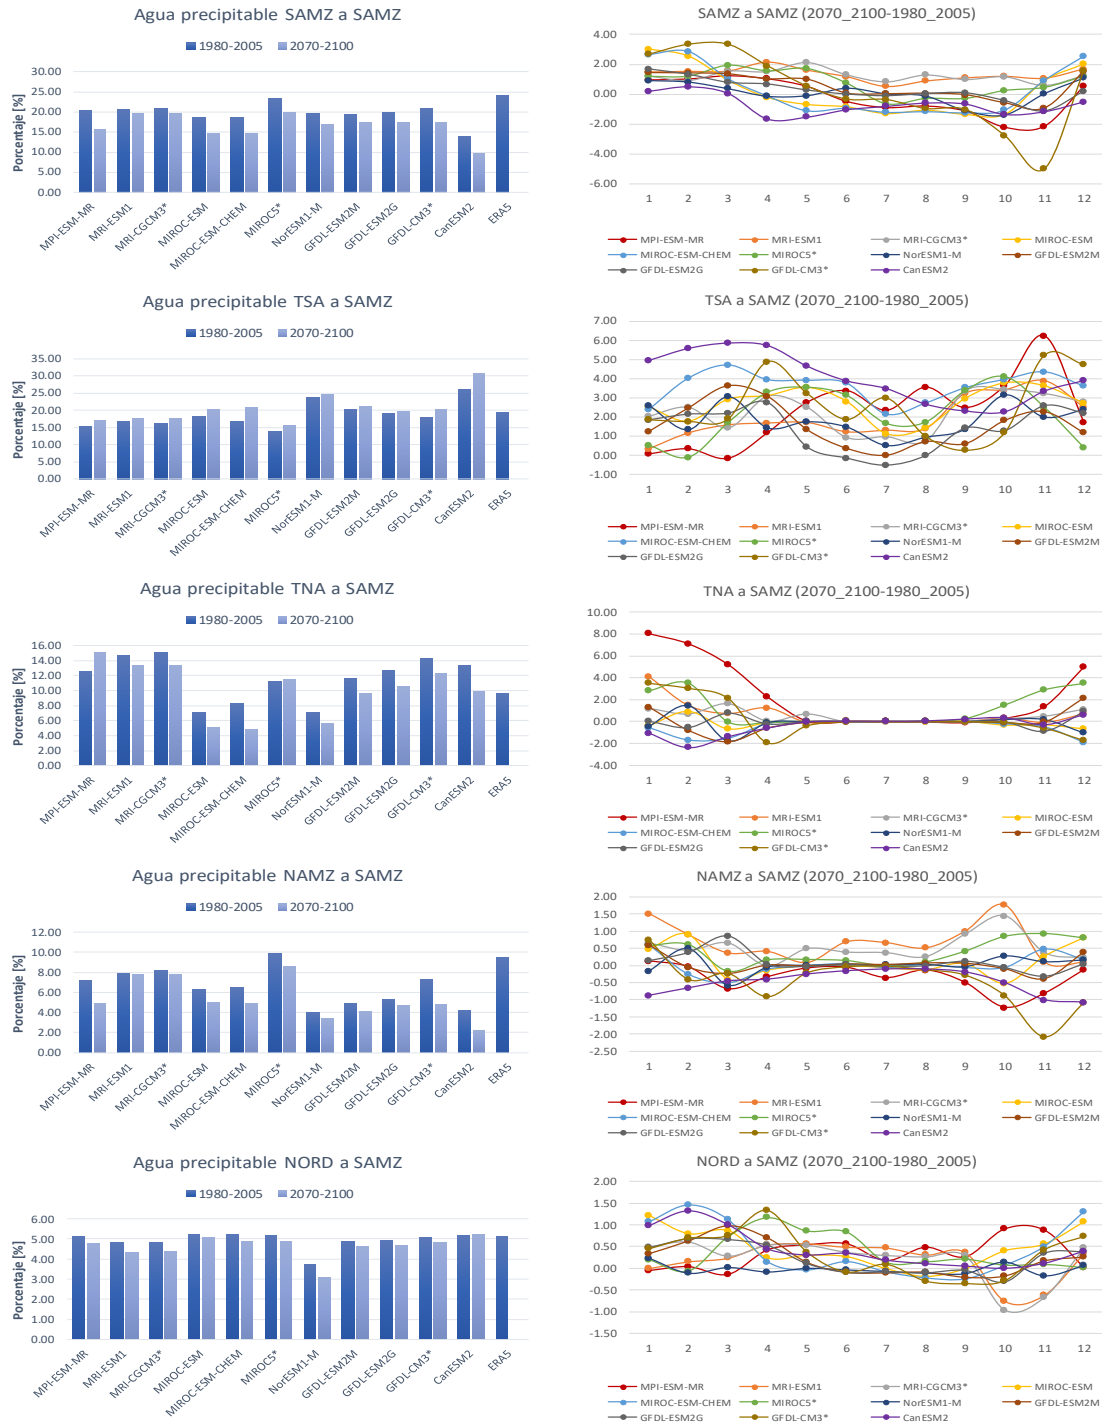 Agua precipitable SAMZ a SAMZ
1980-2005 2070-2100
Porcentaje [%]
30.00
25.00
20.00
15.00
10.00
5.00
0.00
MPI-ESM-MR MRI-ESM1 MRI-CGCM3* MIROC-ESM MIROC-ESM-CHEM MIROC5* NorESM1-M GFDL-ESM2M GFDL-ESM2G GFDL-CM3* CanESM2 ERA5
SAMZ a SAMZ (2070_2100-1980_2005)
4.00
2.00
0.00
-2.00
-4.00
-6.00
1 2 3 4 5 6 7 8 9 10 11 12
MPI-ESM-MR MRI-ESM1 MRI-CGCM3* MIROC-ESM
MIROC-ESM-CHEM MIROC5* NorESM1-M GFDL-ESM2M
GFDL-ESM2G GFDL-CM3* CanESM2
Agua precipitable TSA a SAMZ
1980-2005 2070-2100
Porcentaje [%]
35.00
30.00
25.00
20.00
15.00
10.00
5.00
0.00
MPI-ESM-MR MRI-ESM1 MRI-CGCM3* MIROC-ESM MIROC-ESM-CHEM MIROC5* NorESM1-M GFDL-ESM2M GFDL-ESM2G GFDL-CM3* CanESM2 ERA5
TSA a SAMZ (2070_2100-1980_2005)
7.00
6.00
5.00
4.00
3.00
2.00
1.00
0.00
-1.00
1 2 3 4 5 6 7 8 9 10 11 12
MPI-ESM-MR MRI-ESM1 MRI-CGCM3* MIROC-ESM
MIROC-ESM-CHEM MIROC5* NorESM1-M GFDL-ESM2M
GFDL-ESM2G GFDL-CM3* CanESM2
Agua precipitable TNA a SAMZ
1980-2005 2070-2100
Porcentaje [%]
16.00
14.00
12.00
10.00
8.00
6.00
4.00
2.00
0.00
MPI-ESM-MR MRI-ESM1 MRI-CGCM3* MIROC-ESM MIROC-ESM-CHEM MIROC5* NorESM1-M GFDL-ESM2M GFDL-ESM2G GFDL-CM3* CanESM2 ERA5
TNA a SAMZ (2070_2100-1980_2005)
10.00
8.00
6.00
4.00
2.00
0.00
-2.00
-4.00
1 2 3 4 5 6 7 8 9 10 11 12
MPI-ESM-MR MRI-ESM1 MRI-CGCM3* MIROC-ESM
MIROC-ESM-CHEM MIROC5* NorESM1-M GFDL-ESM2M
GFDL-ESM2G GFDL-CM3* CanESM2
Agua precipitable NAMZ a SAMZ
1980-2005 2070-2100
Porcentaje [%]
12.00
10.00
8.00
6.00
4.00
2.00
0.00
MPI-ESM-MR MRI-ESM1 MRI-CGCM3* MIROC-ESM MIROC-ESM-CHEM MIROC5* NorESM1-M GFDL-ESM2M GFDL-ESM2G GFDL-CM3* CanESM2 ERA5
NAMZ a SAMZ (2070_2100-1980_2005)
2.00
1.50
1.00
0.50
0.00
-0.50
-1.00
-1.50
-2.00
-2.50
1 2 3 4 5 6 7 8 9 10 11 12
MPI-ESM-MR MRI-ESM1 MRI-CGCM3* MIROC-ESM
MIROC-ESM-CHEM MIROC5* NorESM1-M GFDL-ESM2M
GFDL-ESM2G GFDL-CM3* CanESM2
Agua precipitable NORD a SAMZ
1980-2005 2070-2100
Porcentaje [%]
6.00
5.00
4.00
3.00
2.00
1.00
0.00
MPI-ESM-MR MRI-ESM1 MRI-CGCM3* MIROC-ESM MIROC-ESM-CHEM MIROC5* NorESM1-M GFDL-ESM2M GFDL-ESM2G GFDL-CM3* CanESM2 ERA5
NORD a SAMZ (2070_2100-1980_2005)
2.00
1.50
1.00
0.50
0.00
-0.50
-1.00
-1.50
1 2 3 4 5 6 7 8 9 10 11 12
MPI-ESM-MR MRI-ESM1 MRI-CGCM3* MIROC-ESM
MIROC-ESM-CHEM MIROC5* NorESM1-M GFDL-ESM2M
GFDL-ESM2G GFDL-CM3* CanESM2